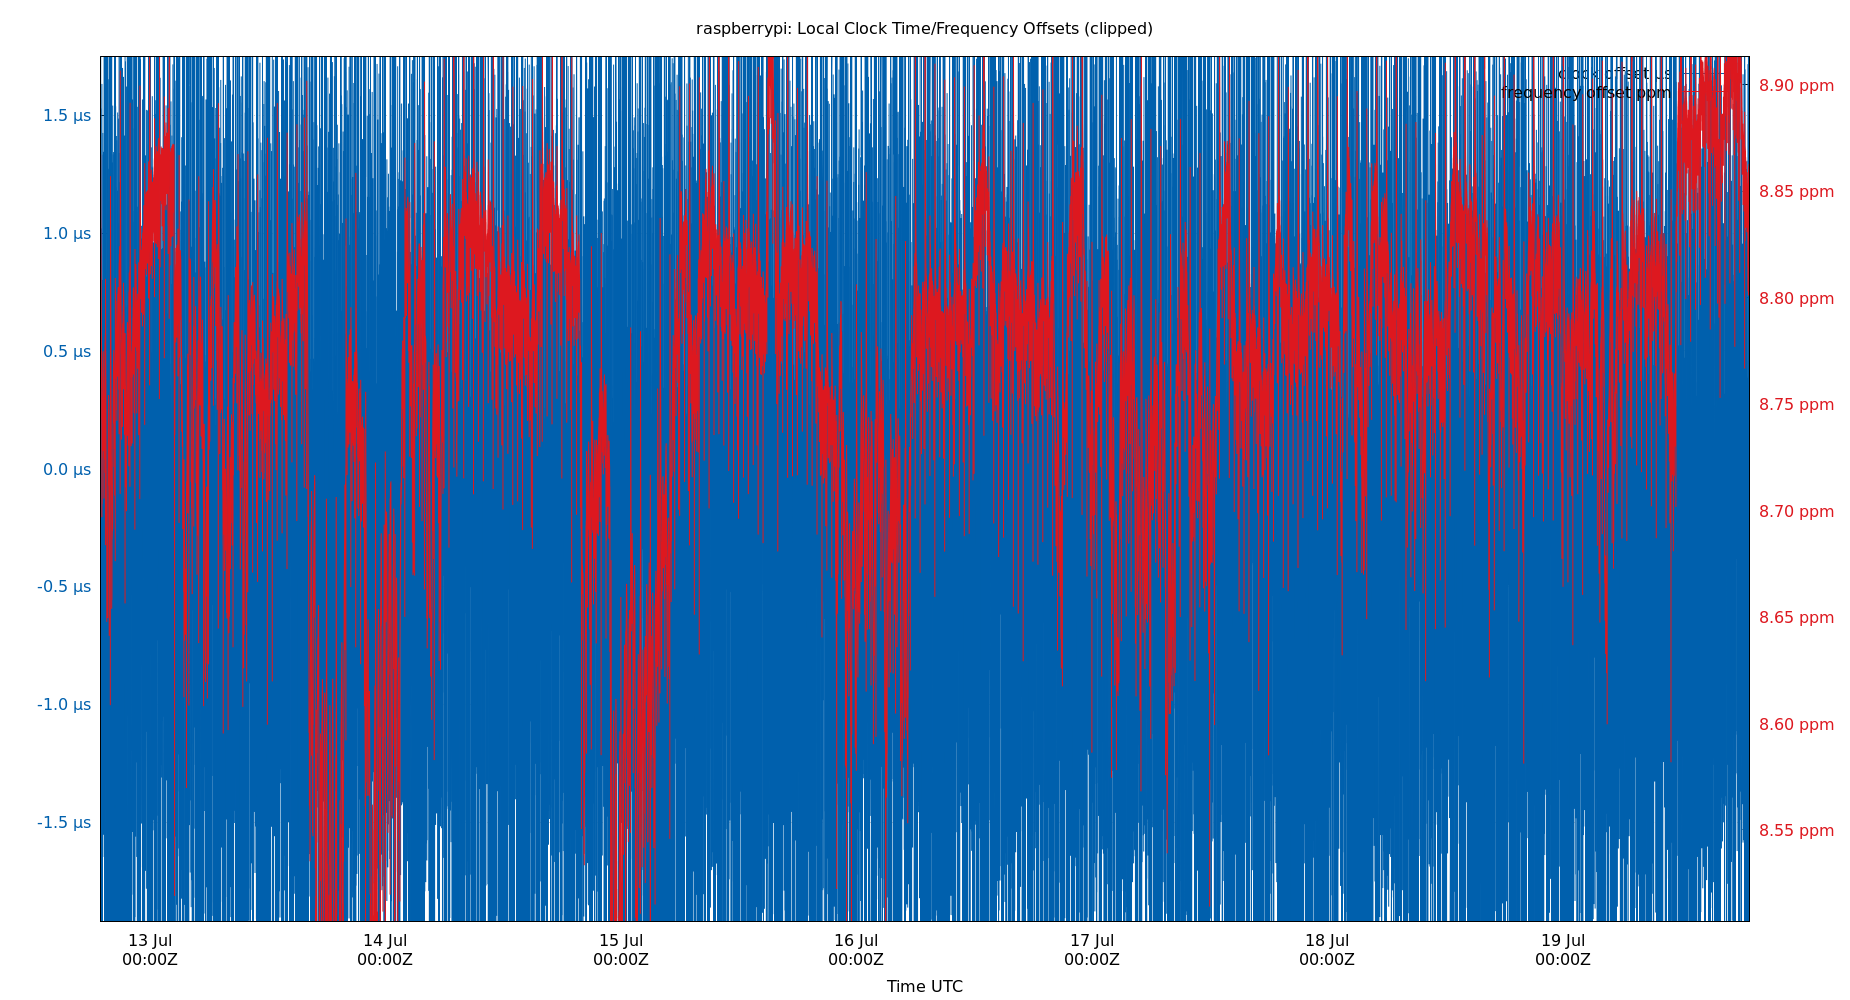 raspberrypi: Local Clock Time/Frequency Offsets (clipped)
clock offset us
frequency offset ppm
1.5 µs
1.0 µs
0.5 µs
0.0 µs
-0.5 µs
-1.0 µs
-1.5 µs
8.90 ppm
8.85 ppm
8.80 ppm
8.75 ppm
8.70 ppm
8.65 ppm
8.60 ppm
8.55 ppm
13 Jul 14 Jul 15 Jul 16 Jul 17 Jul 18 Jul 19 Jul
00:00Z 00:00Z 00:00Z 00:00Z 00:00Z 00:00Z 00:00Z
Time UTC